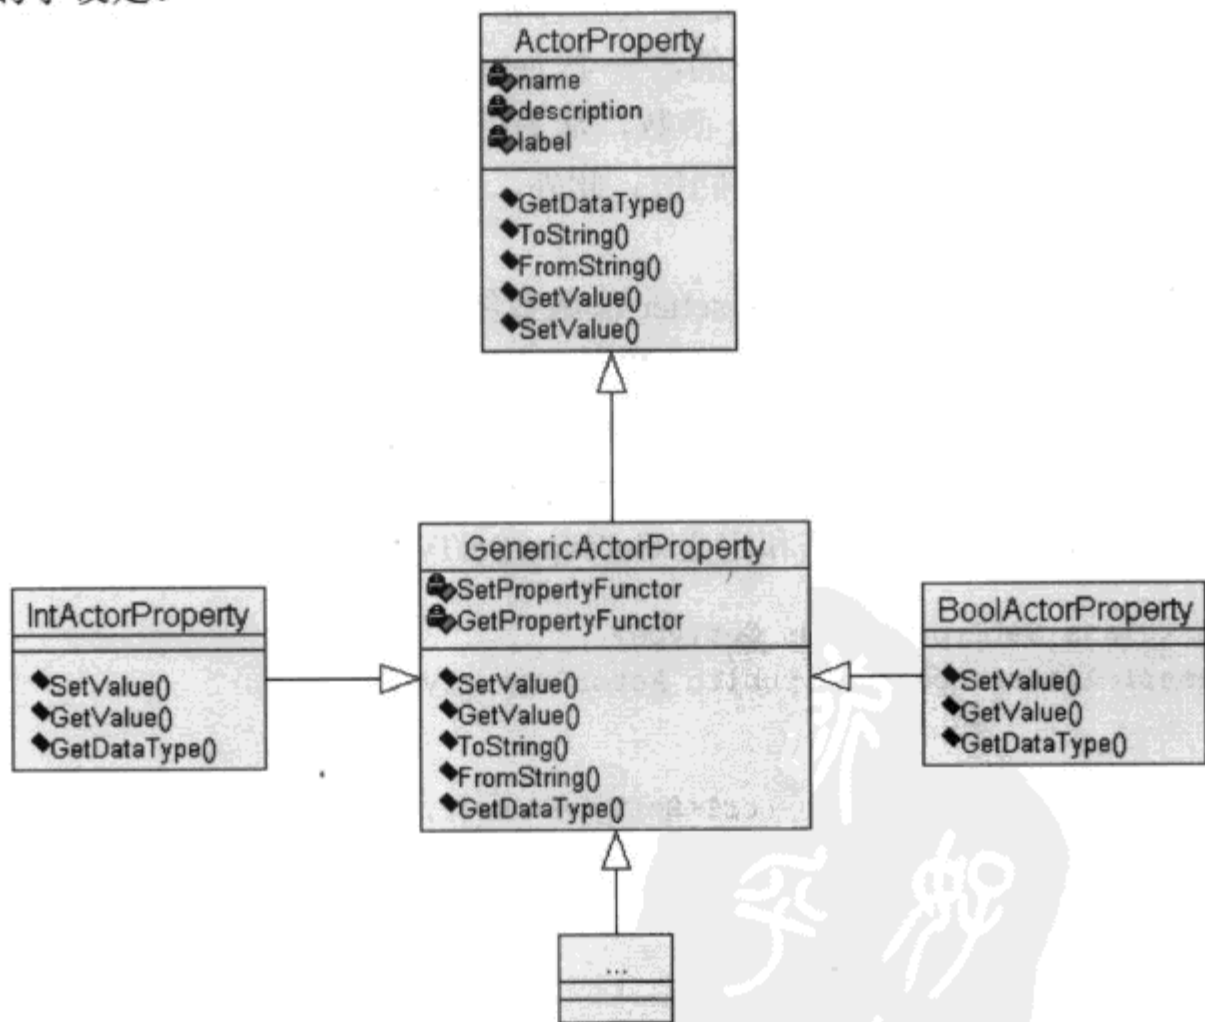 ActorProperty
name
description
label
GetDataType()
ToString()
FromString()
GetValue()
SetValue()
GenericActorProperty
SetPropertyFunctor
GetPropertyFunctor
SetValue()
GetValue()
ToString()
FromString()
GetDataType()
IntActorProperty
SetValue()
GetValue()
GetDataType()
BoolActorProperty
SetValue()
GetValue()
GetDataType()
...